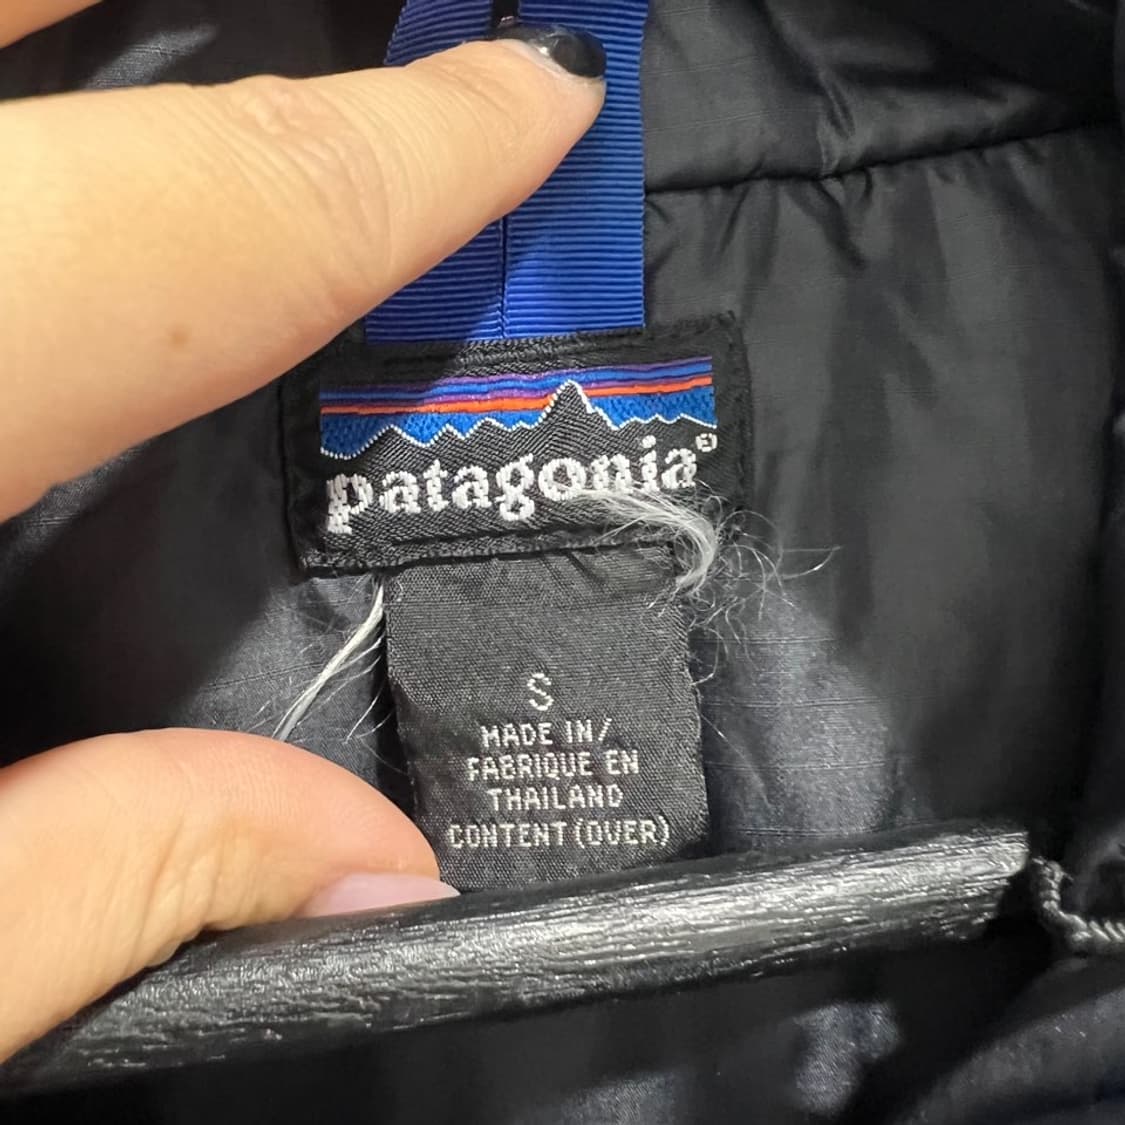 patagonia®
S
MADE IN/
FABRIQUE EN
THAILAND
CONTENT(OVER)